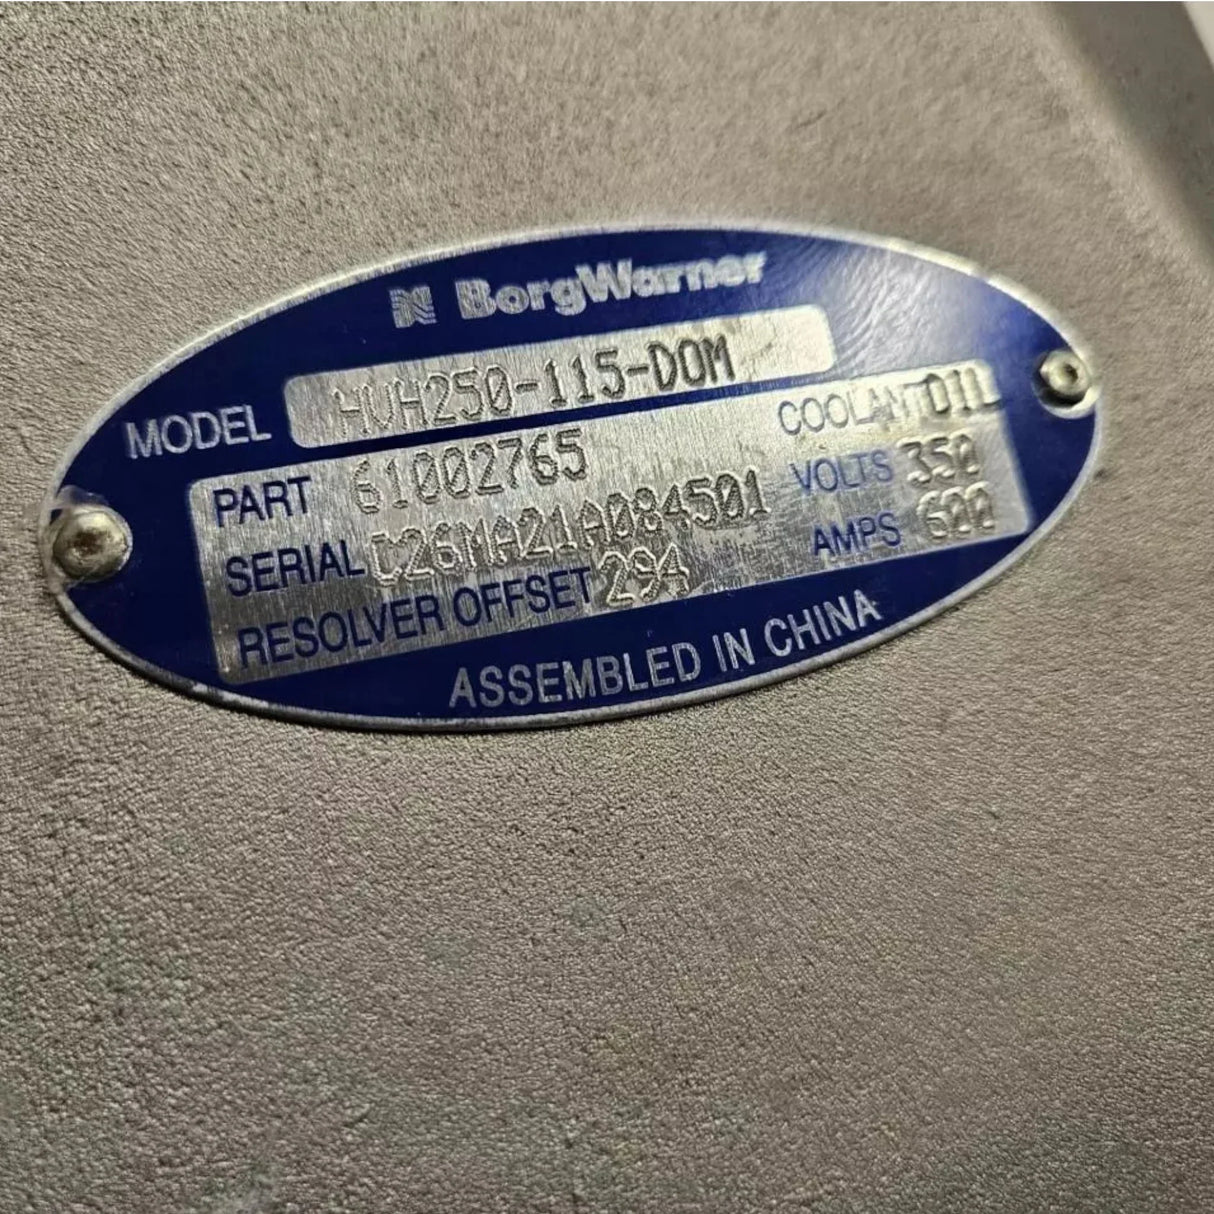 BorgWarner
MODEL HVH250-115-DOM
PART 61002765
COOLANT OIL
SERIAL C26MA21A084501
VOLTS 350
RESOLVER OFFSET 294
AMPS 600
ASSEMBLED IN CHINA